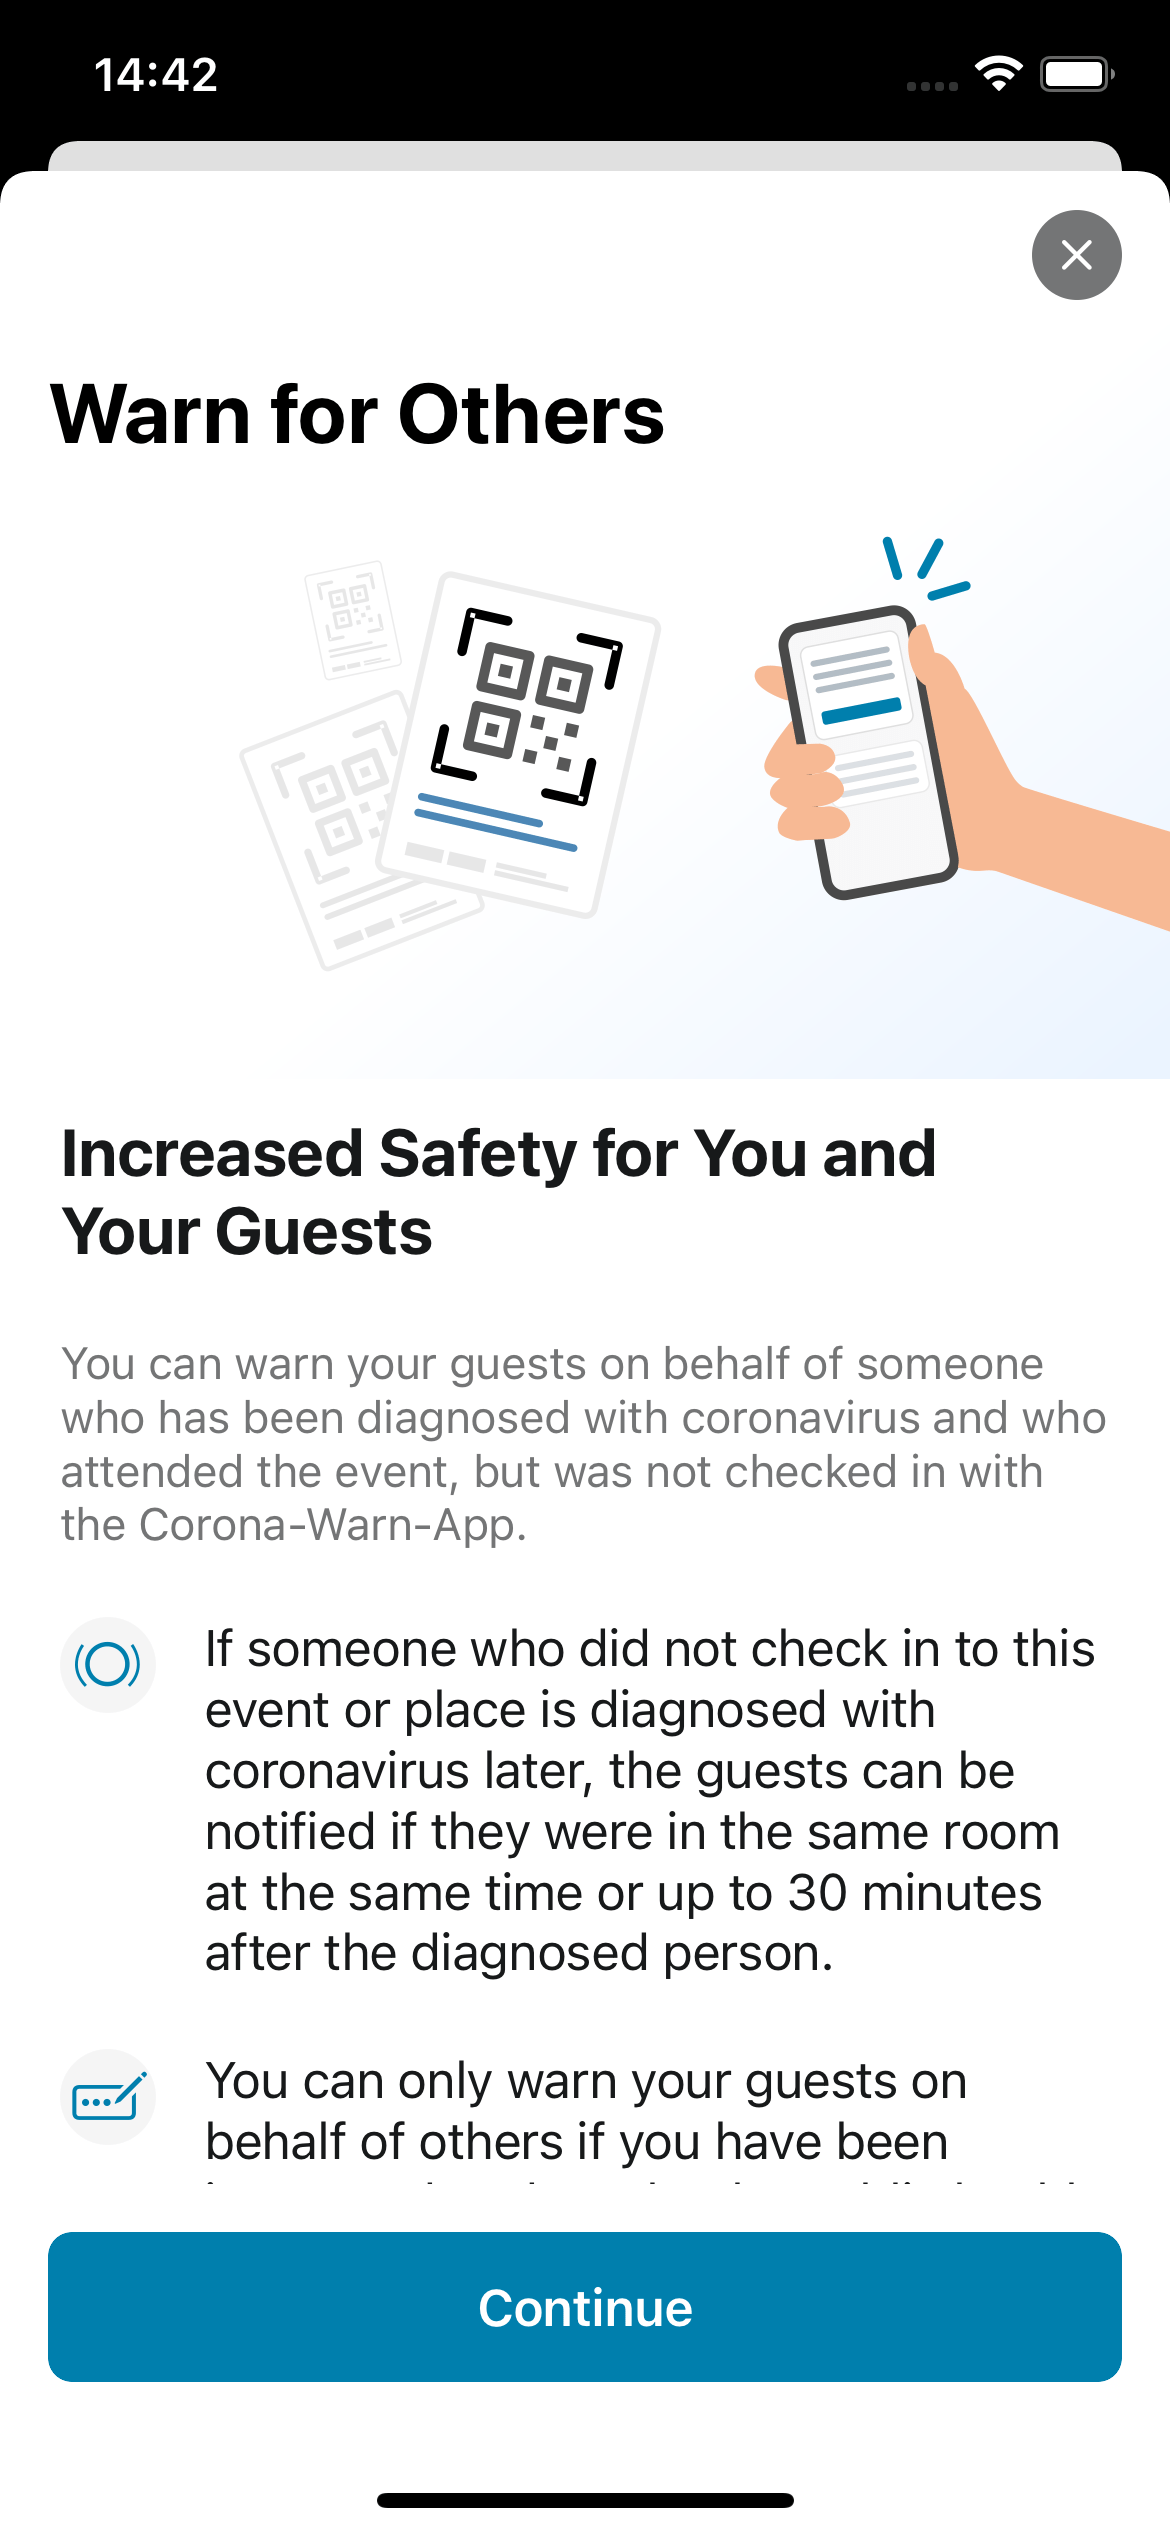 14:42
Warn for Others
Increased Safety for You and
Your Guests
You can warn your guests on behalf of someone
who has been diagnosed with coronavirus and who
attended the event, but was not checked in with
the Corona-Warn-App.
If someone who did not check in to this
event or place is diagnosed with
coronavirus later, the guests can be
notified if they were in the same room
at the same time or up to 30 minutes
after the diagnosed person.
You can only warn your guests on
behalf of others if you have been
Continue